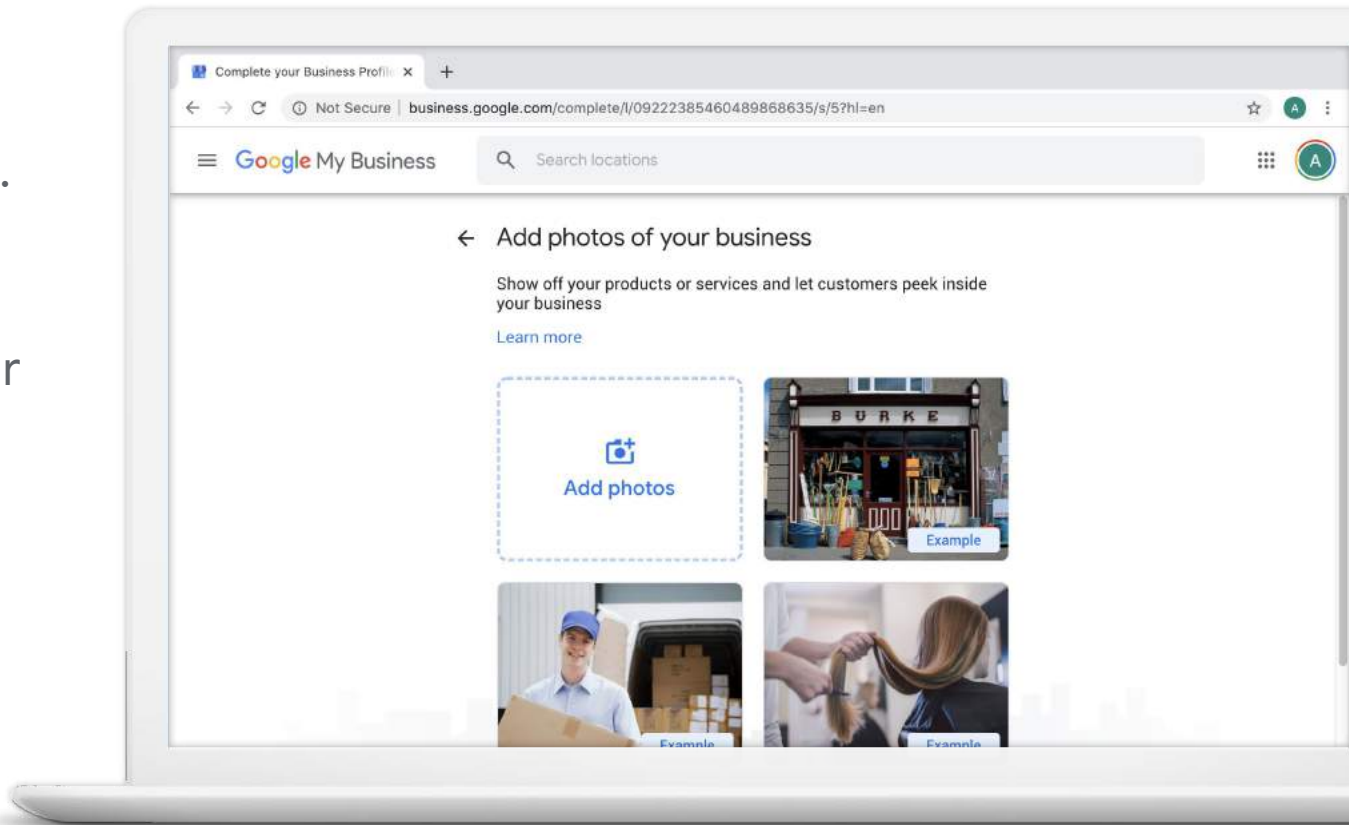 Complete your Business Profil
Not Secure | business.google.com/complete/l/09222385460489868635/s/5?hl=en
A
Google My Business
Search locations
A
.
Add photos of your business
Show off your products or services and let customers peek inside
your business
Learn more
r
Add photos
BURKE
Example
Example
Example